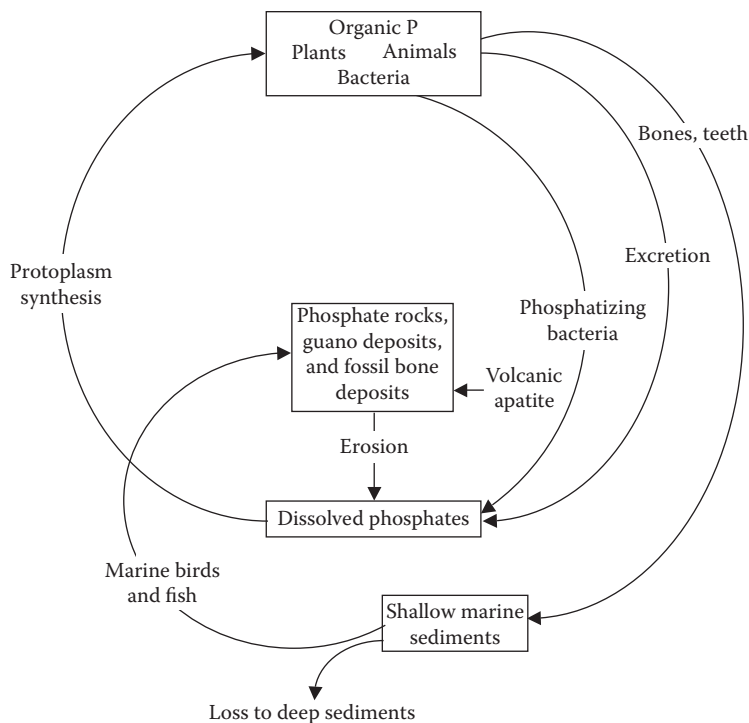 Organic P
Plants Animals
Bacteria
Bones, teeth
Excretion
Protoplasm
synthesis
Phosphatizing
bacteria
Phosphate rocks,
guano deposits,
and fossil bone
deposits
Volcanic
apatite
Erosion
Dissolved phosphates
Marine birds
and fish
Shallow marine
sediments
Loss to deep sediments